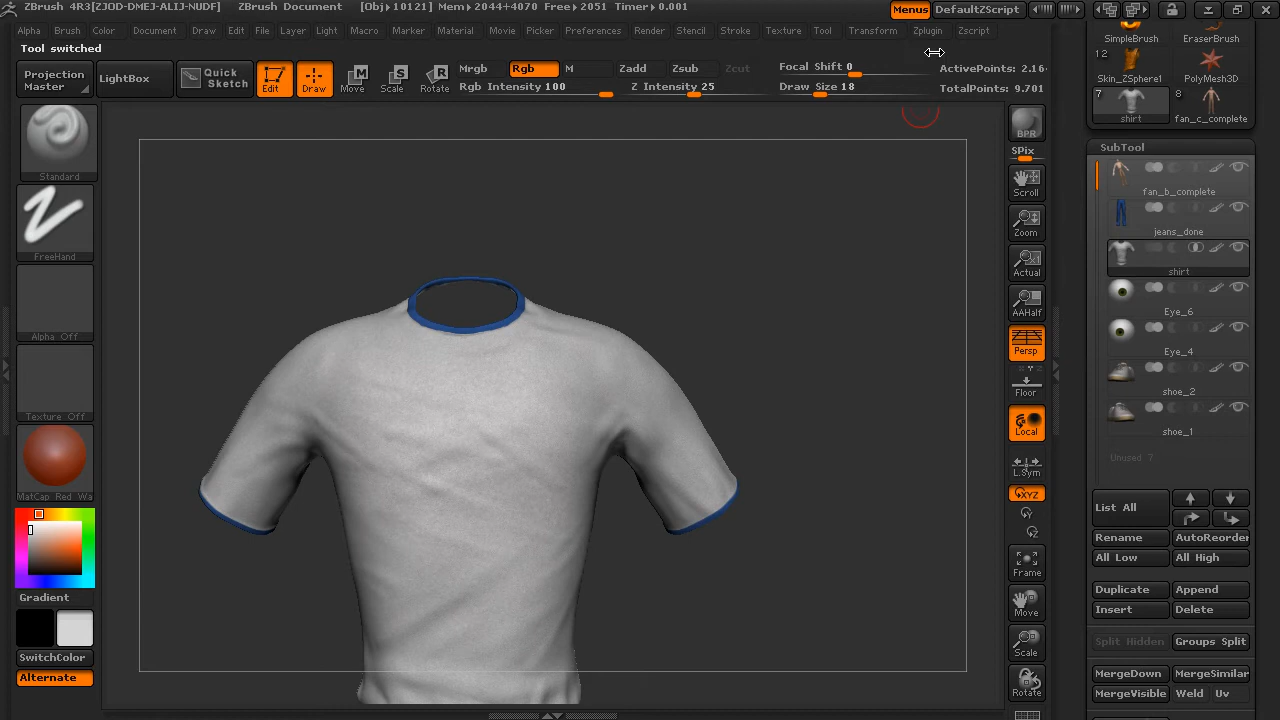 ZBrush 4R3[ZJOD-DMEJ-ALIJ-NUDF] ZBrush Document [Obj▸10121] Mem▸2044+4070 Free▸2051 Timer▸0.001 Menus DefaultZScript
Alpha Brush Color Document Draw Edit File Layer Light Macro Marker Material Movie Picker Preferences Render Stencil Stroke Texture Tool Transform Zplugin Zscript
Tool switched
Projection Master
LightBox
Quick Sketch
Edit Draw Move Scale Rotate
Mrgb Rgb M Zadd Zsub Zcut
Rgb Intensity 100 Z Intensity 25
Focal Shift 0
Draw Size 18
ActivePoints: 2.16
TotalPoints: 9.701
SimpleBrush EraserBrush
12
Skin_ZSphere1 PolyMesh3D
7 8
shirt fan_c_complete
Standard
FreeHand
Alpha Off
Texture Off
MatCap Red Wa
Gradient
SwitchColor
Alternate
BPR
SPix
Scroll
Zoom
Actual
AAHalf
Persp
Floor
Local
L.Sym
XYZ
Y
Z
Frame
Move
Scale
Rotate
SubTool
fan_b_complete
jeans_done
shirt
Eye_6
Eye_4
shoe_2
shoe_1
Unused 7
List All
Rename AutoReorder
All Low All High
Duplicate Append
Insert Delete
Split Hidden Groups Split
MergeDown MergeSimilar
MergeVisible Weld Uv